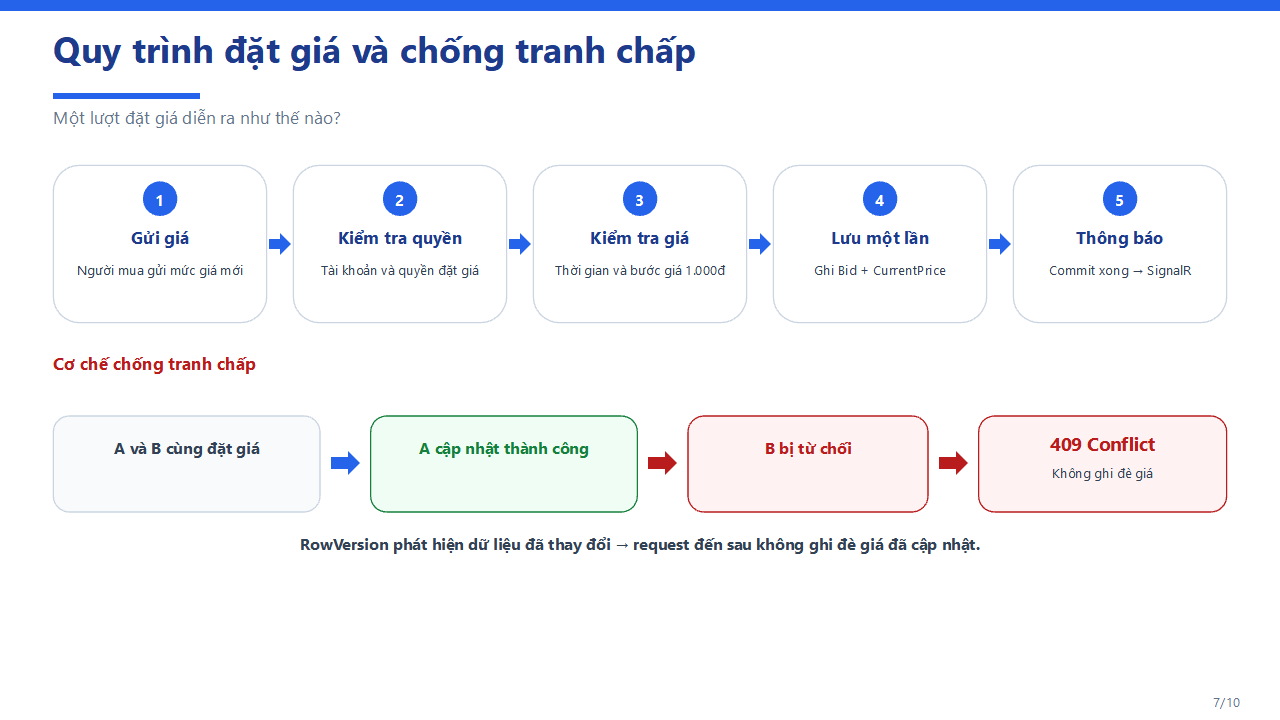 Quy trình đặt giá và chống tranh chấp
Một lượt đặt giá diễn ra như thế nào?
1
Gửi giá
Người mua gửi mức giá mới
2
Kiểm tra quyền
Tài khoản và quyền đặt giá
3
Kiểm tra giá
Thời gian và bước giá 1.000đ
4
Lưu một lần
Ghi Bid + CurrentPrice
5
Thông báo
Commit xong → SignalR
Cơ chế chống tranh chấp
A và B cùng đặt giá
A cập nhật thành công
B bị từ chối
409 Conflict
Không ghi đè giá
RowVersion phát hiện dữ liệu đã thay đổi → request đến sau không ghi đè giá đã cập nhật.
7/10